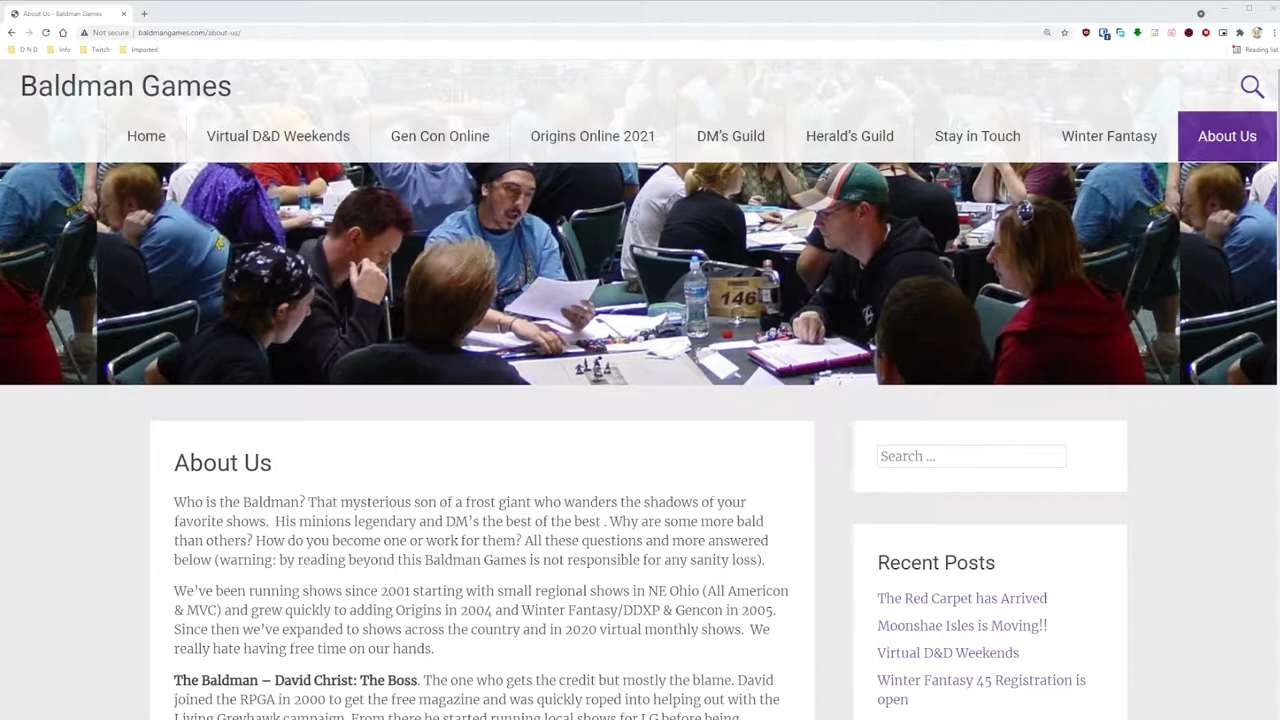 About Us - Baldman Games
Not secure | baldmangames.com/about-us/
D N D
Info
Twitch
Imported
Reading list
Baldman Games
Home
Virtual D&D Weekends
Gen Con Online
Origins Online 2021
DM's Guild
Herald's Guild
Stay in Touch
Winter Fantasy
About Us
146
About Us
Who is the Baldman? That mysterious son of a frost giant who wanders the shadows of your
favorite shows.  His minions legendary and DM's the best of the best . Why are some more bald
than others? How do you become one or work for them? All these questions and more answered
below (warning: by reading beyond this Baldman Games is not responsible for any sanity loss).
We've been running shows since 2001 starting with small regional shows in NE Ohio (All American
& MVC) and grew quickly to adding Origins in 2004 and Winter Fantasy/DDXP & Gencon in 2005.
Since then we've expanded to shows across the country and in 2020 virtual monthly shows.  We
really hate having free time on our hands.
The Baldman – David Christ: The Boss. The one who gets the credit but mostly the blame. David
joined the RPGA in 2000 to get the free magazine and was quickly roped into helping out with the
Living Greyhawk campaign. From there he started running local shows for LG before being
Search ...
Recent Posts
The Red Carpet has Arrived
Moonshae Isles is Moving!!
Virtual D&D Weekends
Winter Fantasy 45 Registration is
open